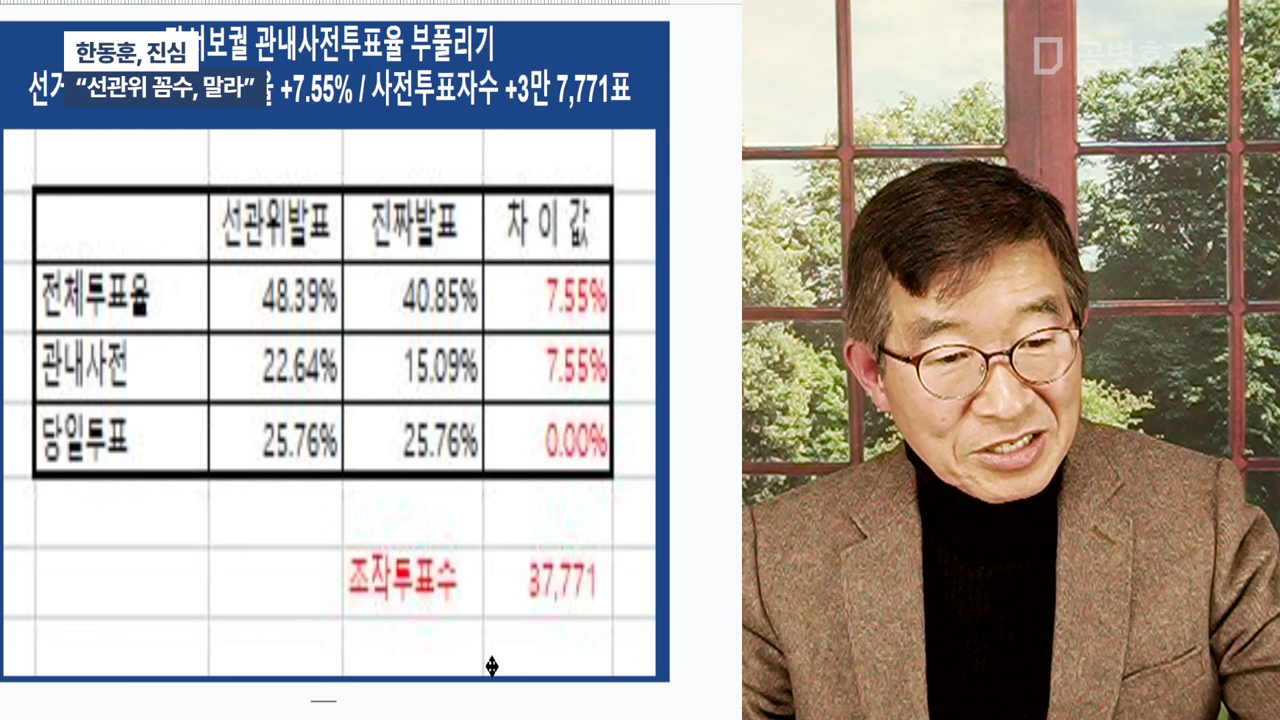 한동훈, 진심
“선관위 꼼수, 말라”
관내사전투표율 부풀리기
+7.55% / 사전투표자수 +3만 7,771표
선관위발표 진짜발표 차 이 값
전체투표율 48.39% 40.85% 7.55%
관내사전 22.64% 15.09% 7.55%
당일투표 25.76% 25.76% 0.00%
조작투표수 37,771
공병호